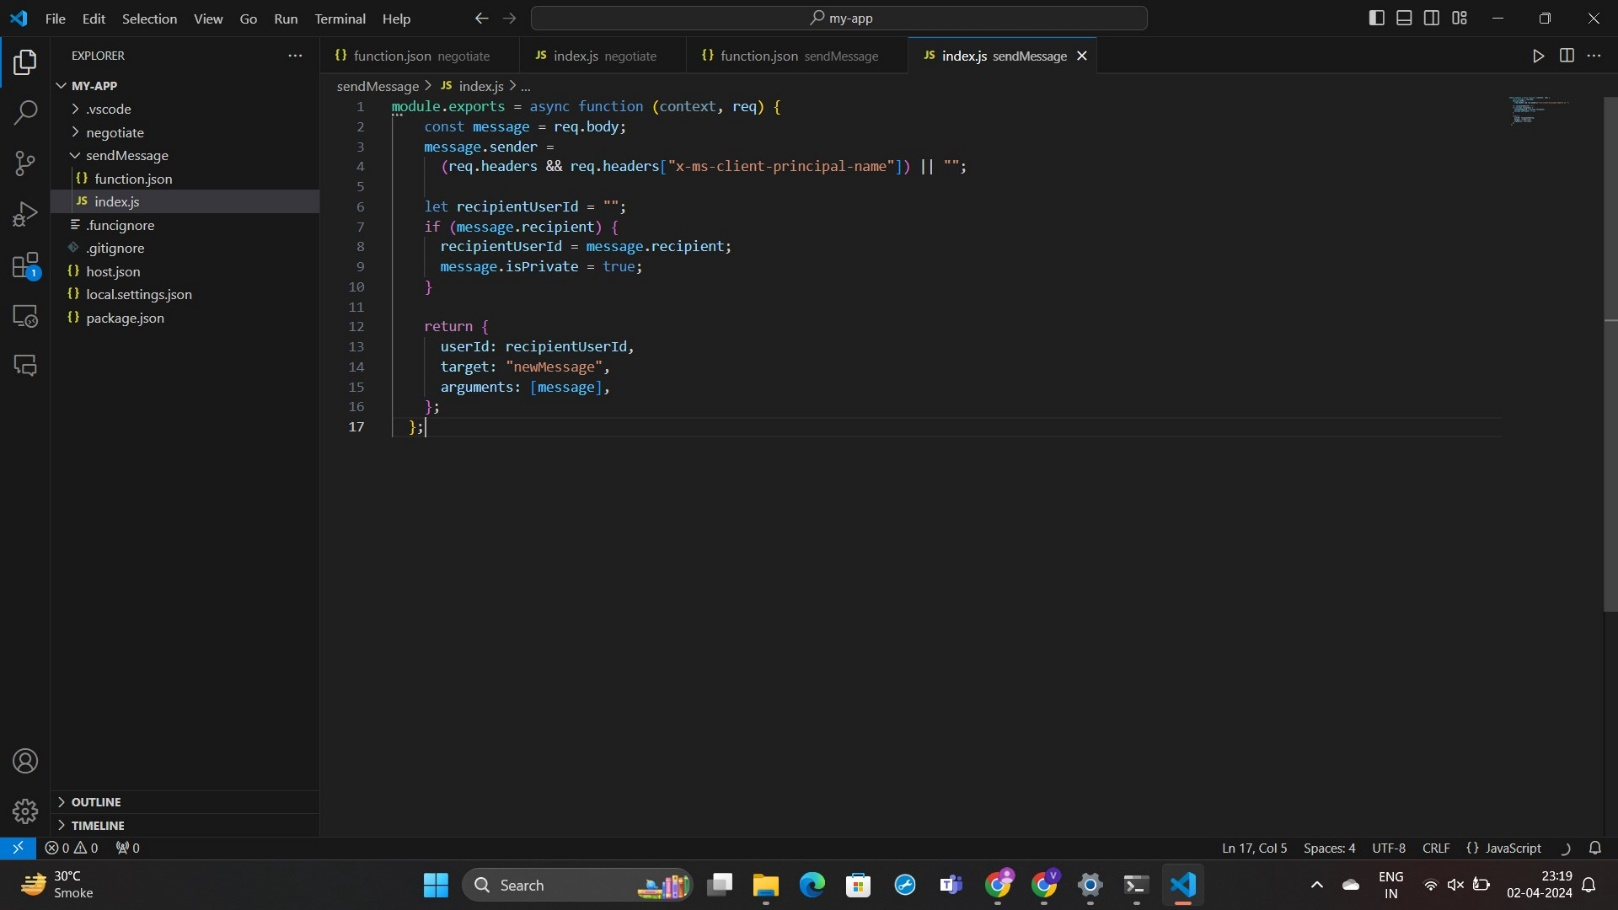 File Edit Selection View Go Run Terminal Help
my-app
EXPLORER
MY-APP
.vscode
negotiate
sendMessage
function.json
index.js
.funcignore
.gitignore
host.json
local.settings.json
package.json
OUTLINE
TIMELINE
1
function.json negotiate
index.js negotiate
function.json sendMessage
index.js sendMessage
sendMessage > JS index.js > ...
1 module.exports = async function (context, req) {
2 const message = req.body;
3 message.sender =
4 (req.headers && req.headers["x-ms-client-principal-name"]) || "";
5
6 let recipientUserId = "";
7 if (message.recipient) {
8 recipientUserId = message.recipient;
9 message.isPrivate = true;
10 }
11
12 return {
13 userId: recipientUserId,
14 target: "newMessage",
15 arguments: [message],
16 };
17 };
0 0 0
Ln 17, Col 5 Spaces: 4 UTF-8 CRLF {} JavaScript
30°C
Smoke
Search
V
ENG
IN
23:19
02-04-2024